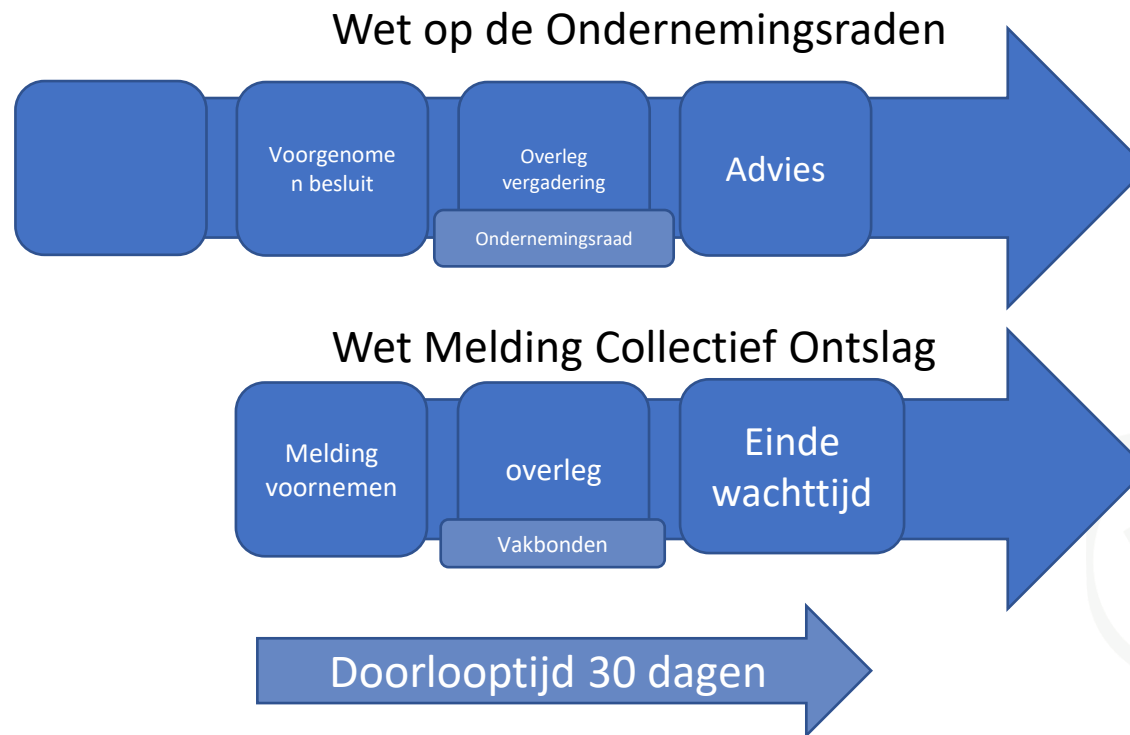 Wet op de Ondernemingsraden
Voorgenome
n besluit
Overleg
vergadering
Ondernemingsraad
Advies
Wet Melding Collectief Ontslag
Melding
voornemen
overleg
Vakbonden
Einde
wachttijd
Doorlooptijd 30 dagen